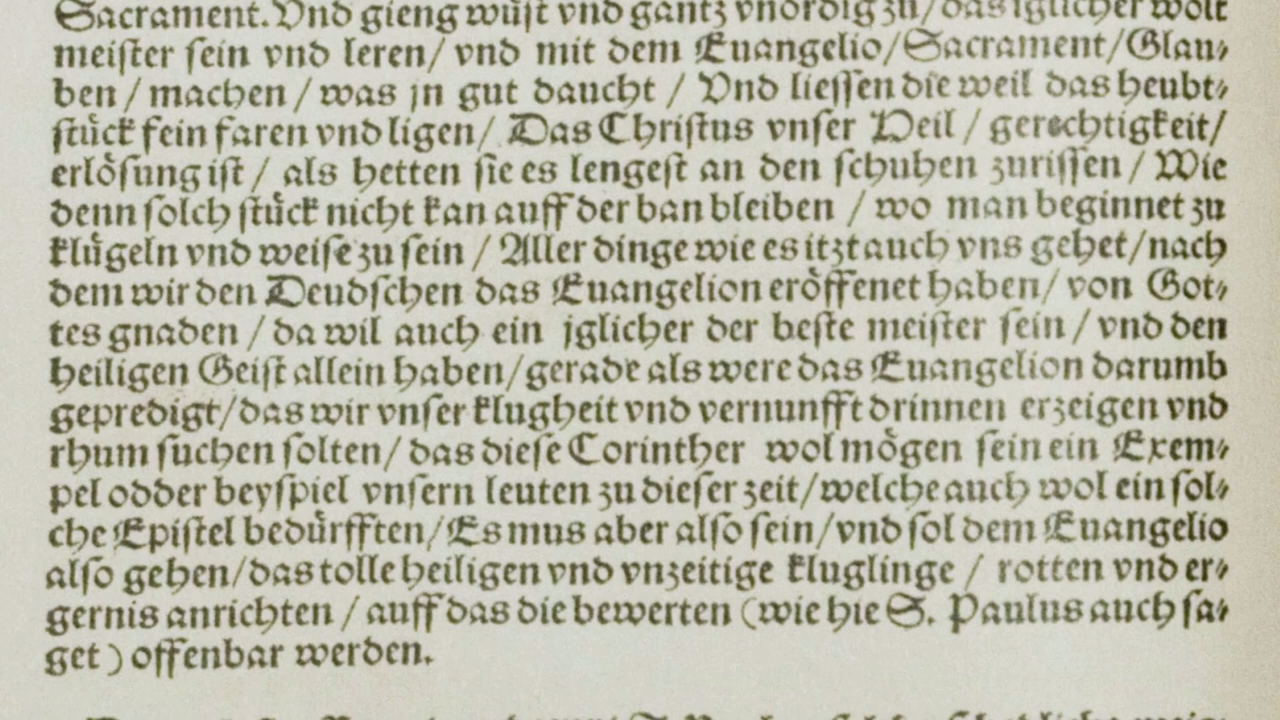 Sacrament. Vnd gieng wüſt vnd gantz vnördig zu / das iglicher wolt
meiſter ſein vnd leren / vnd mit dem Euangelio / Sacrament / Glau⸗
ben / machen / was jn gut daucht / Vnd lieſſen die weil das heubt⸗
ſtück fein faren vnd ligen / Das Chriſtus vnſer Heil / gerechtigkeit /
erlöſung iſt / als hetten ſie es lengeſt an den ſchuhen zuriſſen / Wie
denn ſolch ſtück nicht kan auff der ban bleiben / wo man beginnet zu
klügeln vnd weiſe zu ſein / Aller dinge wie es itzt auch vns gehet / nach
dem wir den Deudſchen das Euangelion eröffenet haben / von Got⸗
tes gnaden / da wil auch ein jglicher der beſte meiſter ſein / vnd den
heiligen Geiſt allein haben / gerade als were das Euangelion darumb
gepredigt / das wir vnſer klugheit vnd vernunfft drinnen erzeigen vnd
rhum ſuchen ſolten / das dieſe Corinther wol mögen ſein ein Exem⸗
pel odder beyſpiel vnſern leuten zu dieſer zeit / welche auch wol ein ſol⸗
che Epiſtel bedürfften / Es mus aber alſo ſein / vnd ſol dem Euangelio
alſo gehen / das tolle heiligen vnd vnzeitige kluglinge / rotten vnd er⸗
gernis anrichten / auff das die bewerten (wie hie S. Paulus auch ſa⸗
get) offenbar werden.